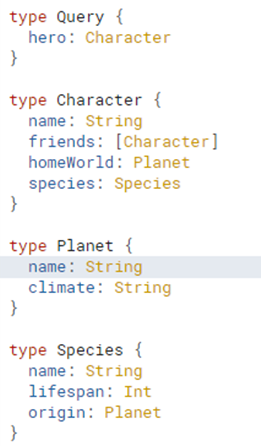 type Query {
  hero: Character
}
type Character {
  name: String
  friends: [Character]
  homeWorld: Planet
  species: Species
}
type Planet {
  name: String
  climate: String
}
type Species {
  name: String
  lifespan: Int
  origin: Planet
}